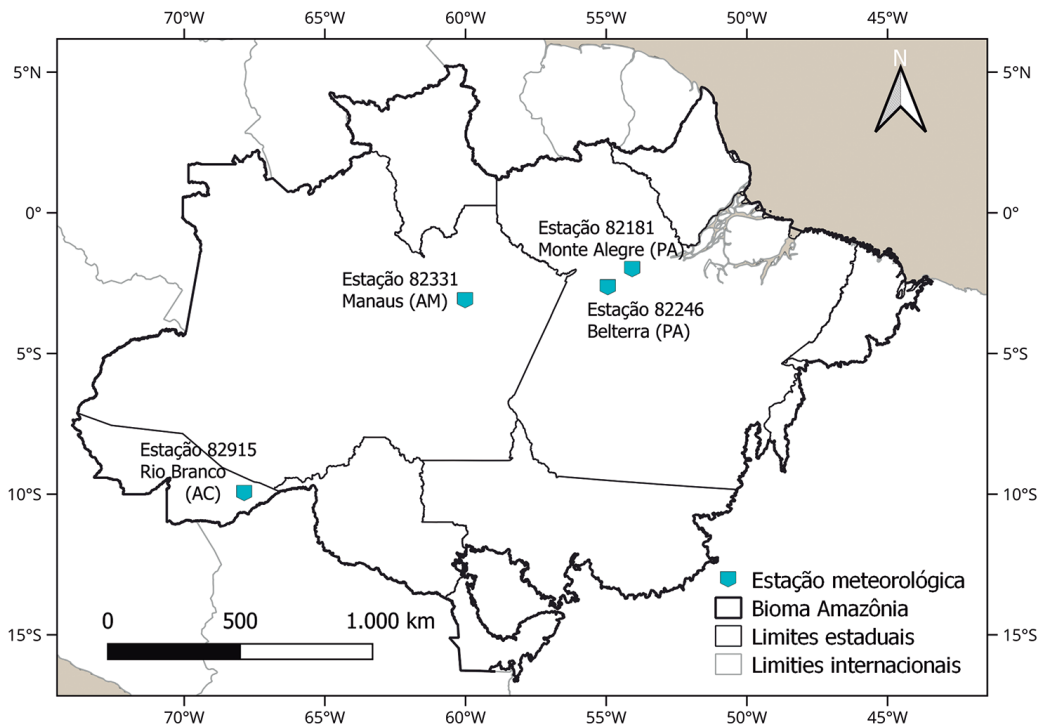 70°W 65°W 60°W 55°W 50°W 45°W
N
5°N 5°N
0° 0°
Estação 82181
Monte Alegre (PA)
Estação 82331
Manaus (AM)
Estação 82246
Belterra (PA)
5°S 5°S
Estação 82915
Rio Branco
(AC)
10°S 10°S
Estação meteorológica
Bioma Amazônia
Limites estaduais
Limities internacionais
0 500 1.000 km
15°S 15°S
70°W 65°W 60°W 55°W 50°W 45°W